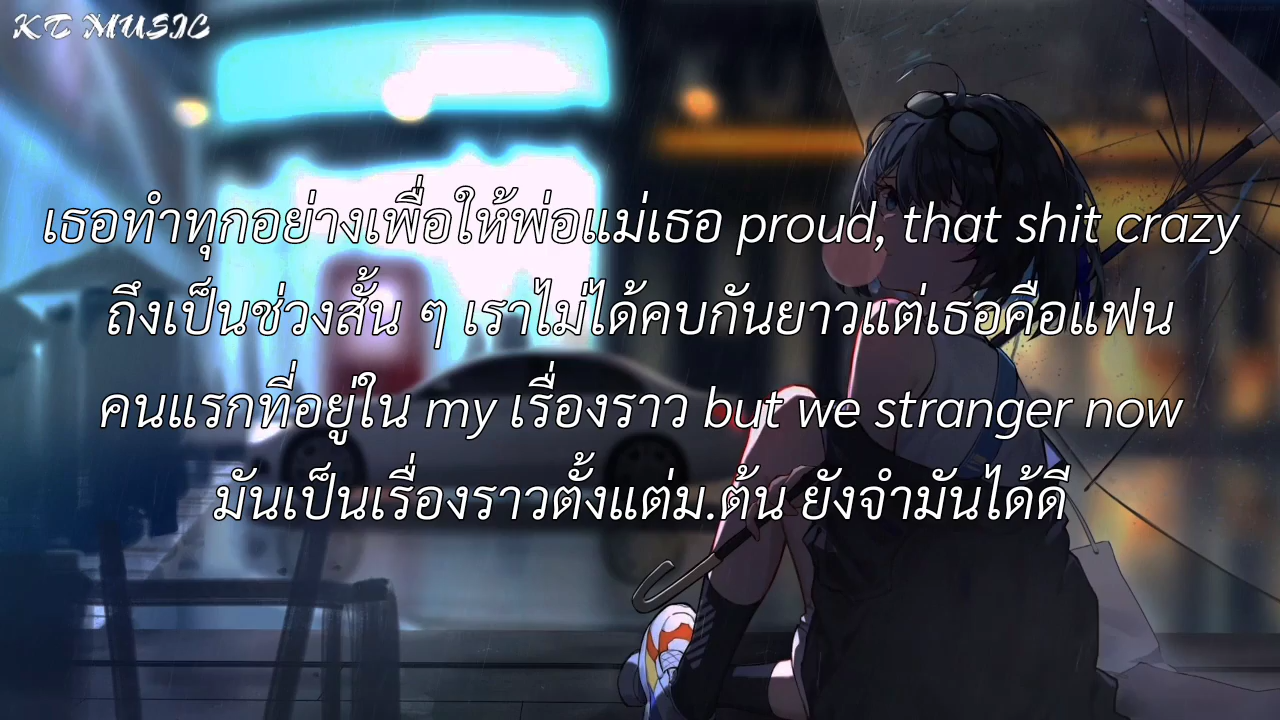 KT MUSIC
เธอทำทุกอย่างเพื่อให้พ่อแม่เธอ proud, that shit crazy
ถึงเป็นช่วงสั้น ๆ เราไม่ได้คบกันยาวแต่เธอคือแฟน
คนแรกที่อยู่ใน my เรื่องราว but we stranger now
มันเป็นเรื่องราวตั้งแต่ม.ต้น ยังจำมันได้ดี